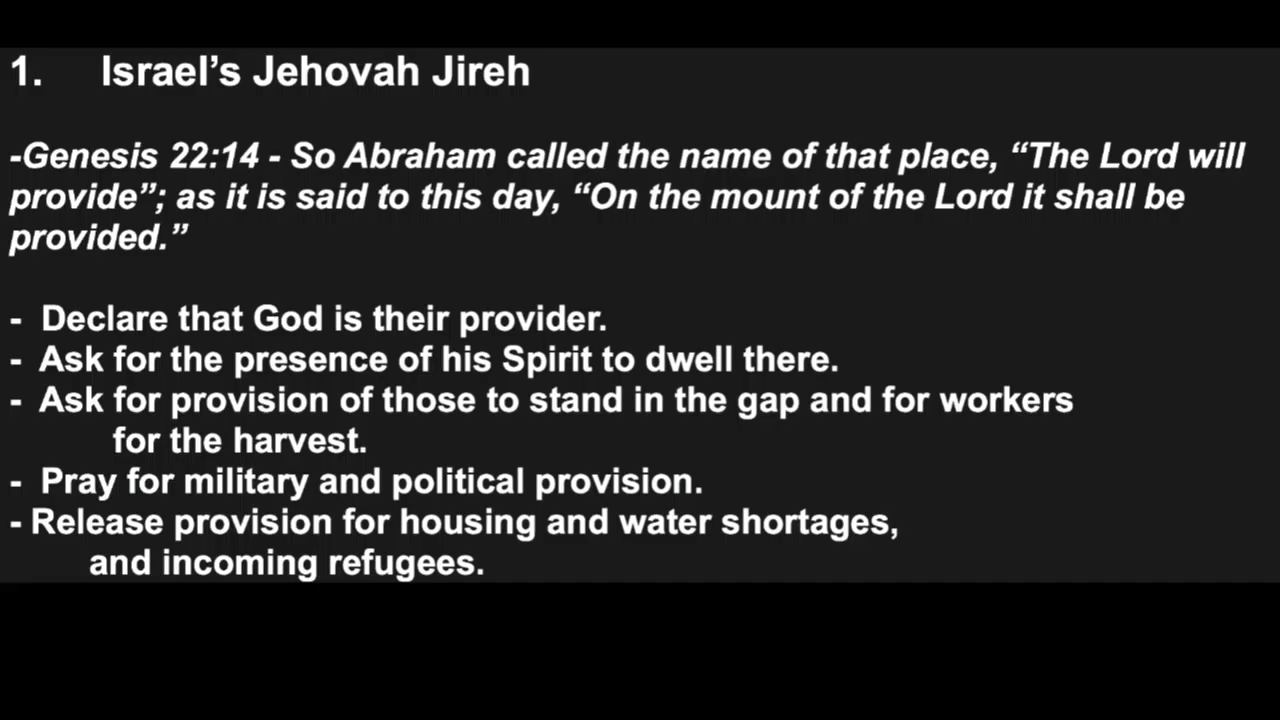 1. Israel’s Jehovah Jireh
-Genesis 22:14 - So Abraham called the name of that place, “The Lord will
provide”; as it is said to this day, “On the mount of the Lord it shall be
provided.”
- Declare that God is their provider.
- Ask for the presence of his Spirit to dwell there.
- Ask for provision of those to stand in the gap and for workers
for the harvest.
- Pray for military and political provision.
- Release provision for housing and water shortages,
and incoming refugees.